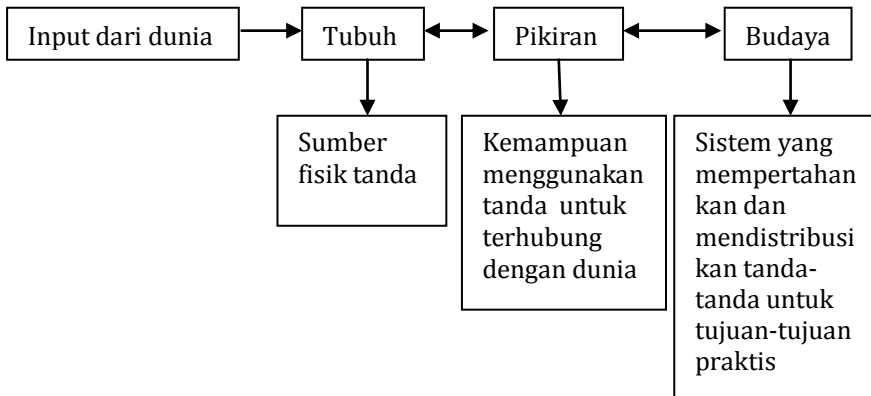 Input dari dunia
Tubuh
Pikiran
Budaya
Sumber
fisik tanda
Kemampuan
menggunakan
tanda untuk
terhubung
dengan dunia
Sistem yang
mempertahan
kan dan
mendistribusi
kan tanda-
tanda untuk
tujuan-tujuan
praktis